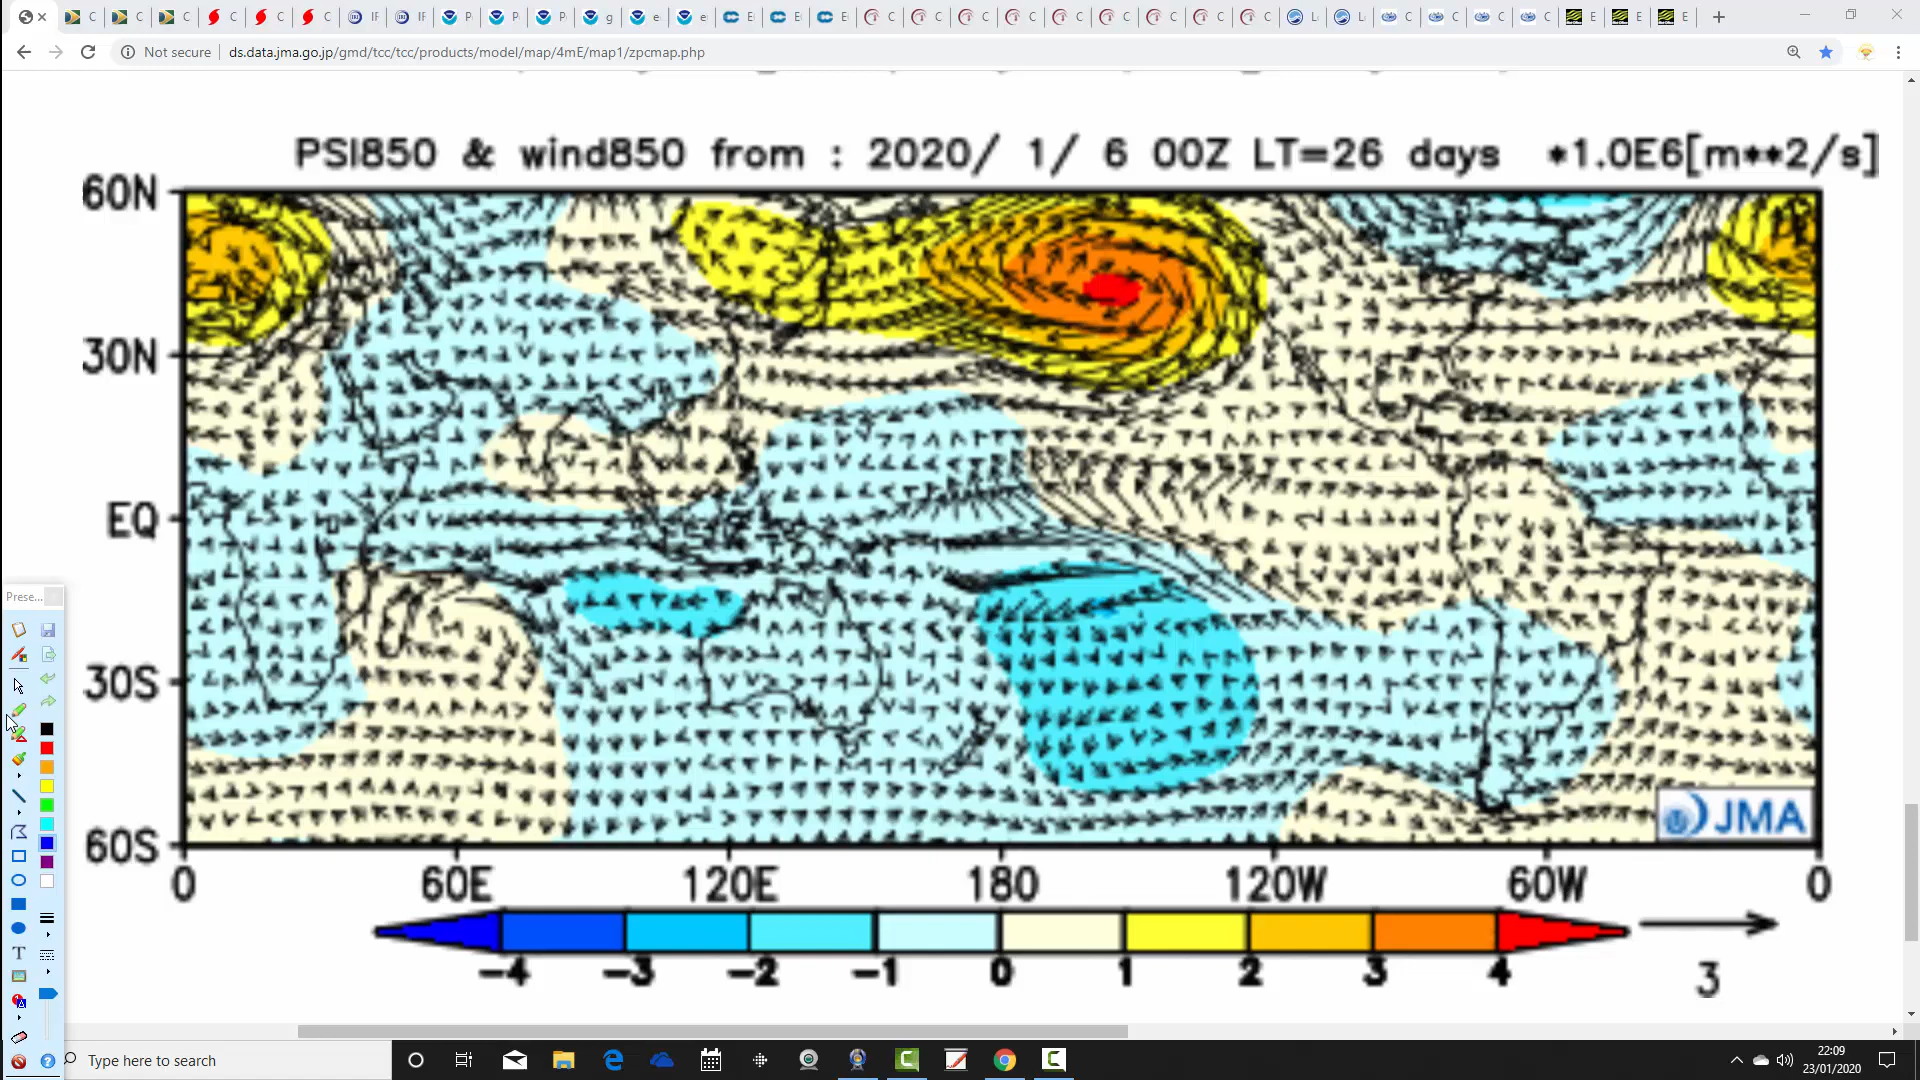 Not secure ds.data.jma.go.jp/gmd/tcc/tcc/products/model/map/4mE/map1/zpcmap.php
PSI850 & wind850 from : 2020/ 1/ 6 00Z LT=26 days *1.0E6[m**2/s]
60N
30N
EQ
30S
60S
JMA
0 60E 120E 180 120W 60W 0
-4 -3 -2 -1 0 1 2 3 4 3
Prese...
T
Type here to search
22:09
23/01/2020